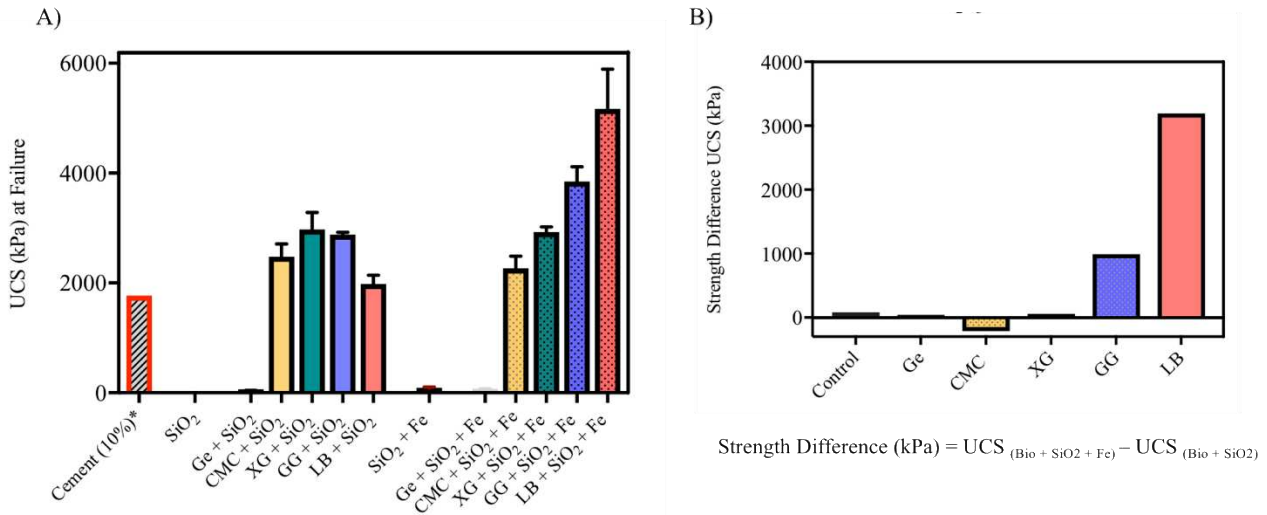 A)
UCS (kPa) at Failure
6000
4000
2000
0
Cement (10%)*
SiO₂
Ge + SiO₂
CMC + SiO₂
XG + SiO₂
GG + SiO₂
LB + SiO₂
SiO₂ + Fe
Ge + SiO₂ + Fe
CMC + SiO₂ + Fe
XG + SiO₂ + Fe
GG + SiO₂ + Fe
LB + SiO₂ + Fe
B)
Strength Difference UCS (kPa)
4000
3000
2000
1000
0
Control
Ge
CMC
XG
GG
LB
Strength Difference (kPa) = UCS (Bio + SiO2 + Fe) – UCS (Bio + SiO2)